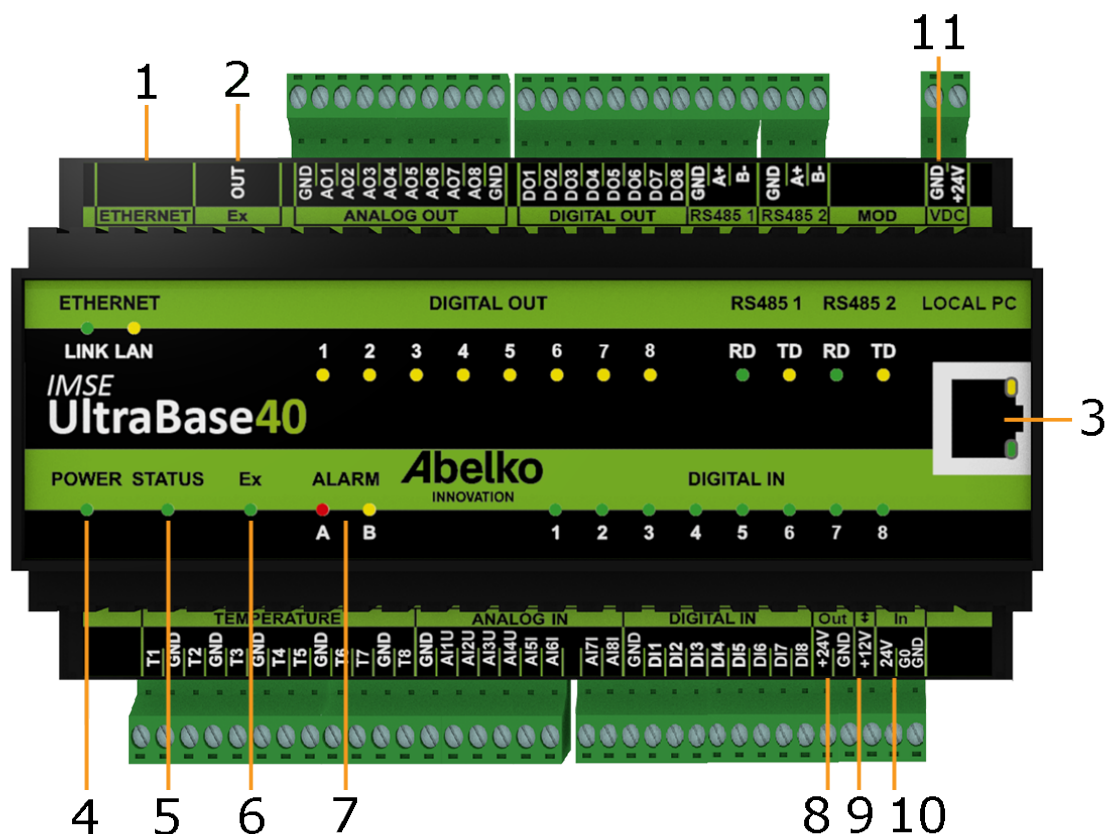 11
1
2
OUT
GND
AO1
AO2
AO3
AO4
AO5
AO6
AO7
AO8
GND
DO1
DO2
DO3
DO4
DO5
DO6
DO7
DO8
GND
A+
B-
GND
A+
B-
GND
+24V
ETHERNET Ex ANALOG OUT DIGITAL OUT RS485 1 RS485 2 MOD VDC
ETHERNET DIGITAL OUT RS485 1 RS485 2 LOCAL PC
LINK LAN 1 2 3 4 5 6 7 8 RD TD RD TD
IMSE
UltraBase40
3
POWER STATUS Ex ALARM Abelko DIGITAL IN
INNOVATION
A B 1 2 3 4 5 6 7 8
TEMPERATURE ANALOG IN DIGITAL IN Out ⇕ In
T1
GND
T2
GND
T3
GND
T4
T5
GND
T6
T7
GND
T8
GND
AI1U
AI2U
AI3U
AI4U
AI5I
AI6I
AI7I
AI8I
GND
DI1
DI2
DI3
DI4
DI5
DI6
DI7
DI8
+24V
GND
+12V
24V
G0
GND
4 5 6 7 8 9 10